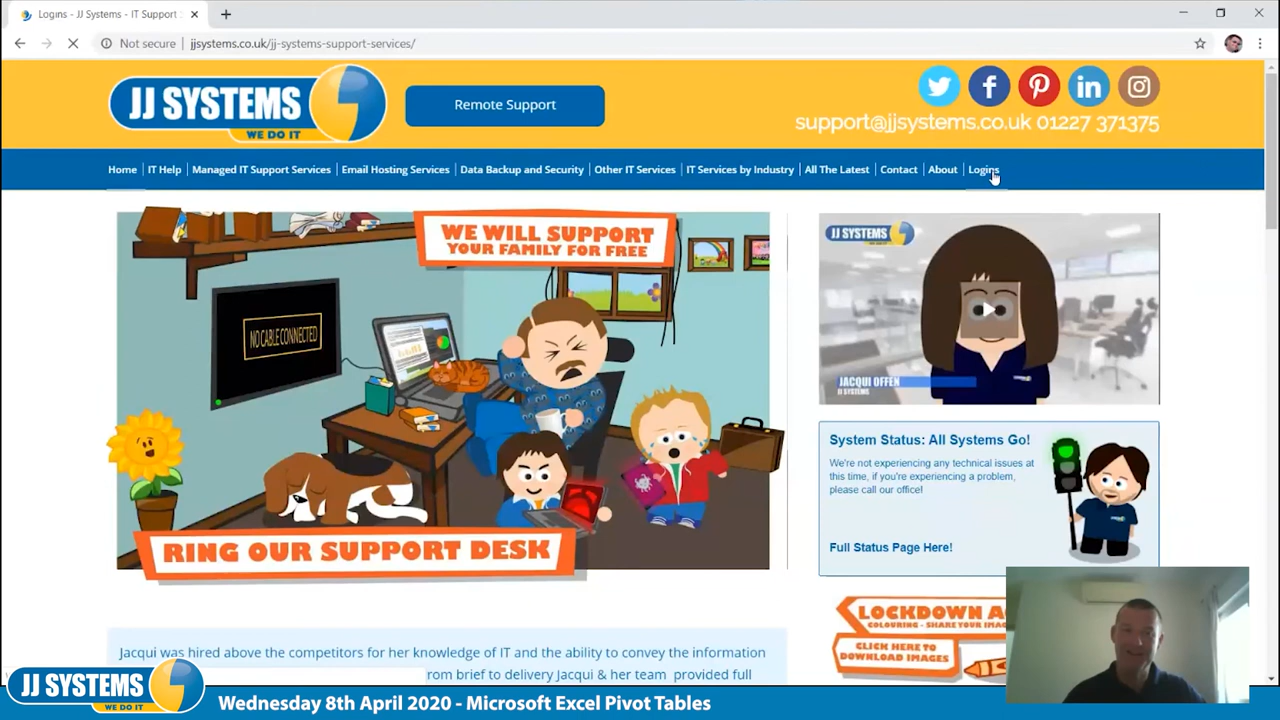 Logins - JJ Systems - IT Support
Not secure
jjsystems.co.uk/jj-systems-support-services/
JJ SYSTEMS
WE DO IT
Remote Support
support@jjsystems.co.uk 01227 371375
Home
IT Help
Managed IT Support Services
Email Hosting Services
Data Backup and Security
Other IT Services
IT Services by Industry
All The Latest
Contact
About
Logins
WE WILL SUPPORT
YOUR FAMILY FOR FREE
NO CABLE CONNECTED
RING OUR SUPPORT DESK
JJ SYSTEMS
JACQUI OFFEN
JJ SYSTEMS
System Status: All Systems Go!
We're not experiencing any technical issues at
this time, if you're experiencing a problem,
please call our office!
Full Status Page Here!
LOCKDOWN
COLOURING - SHARE YOUR
CLICK HERE TO
DOWNLOAD IMAGES
Jacqui was hired above the competitors for her knowledge of IT and the ability to convey the information
rom brief to delivery Jacqui & her team provided full
JJ SYSTEMS
WE DO IT
Wednesday 8th April 2020 - Microsoft Excel Pivot Tables